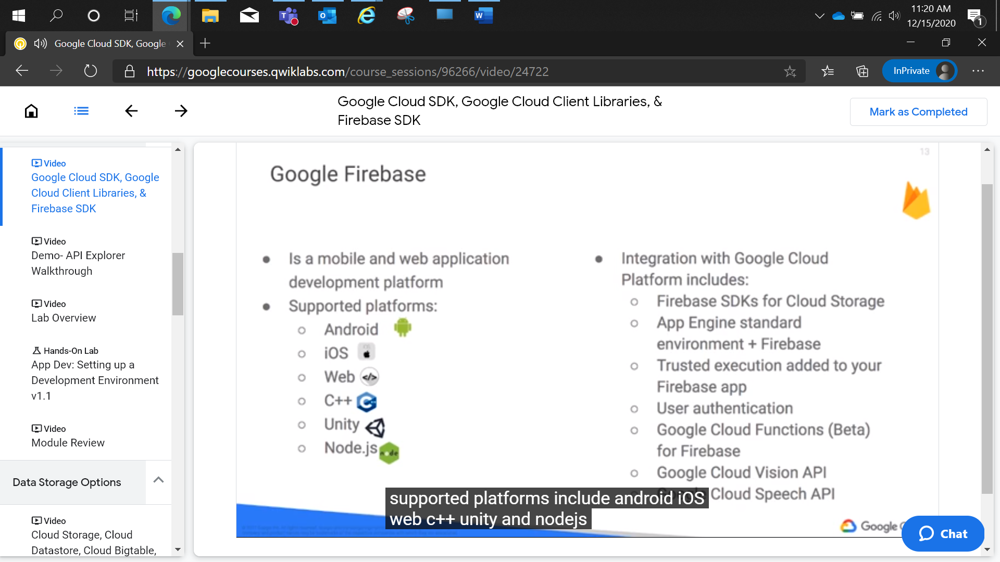 11:20 AM
12/15/2020
1
Google Cloud SDK, Google
https://googlecourses.qwiklabs.com/course_sessions/96266/video/24722
InPrivate
Google Cloud SDK, Google Cloud Client Libraries, &
Firebase SDK
Mark as Completed
Video
Google Cloud SDK, Google
Cloud Client Libraries, &
Firebase SDK
Video
Demo- API Explorer
Walkthrough
Video
Lab Overview
Hands-On Lab
App Dev: Setting up a
Development Environment
v1.1
Video
Module Review
Data Storage Options
Video
Cloud Storage, Cloud
Datastore, Cloud Bigtable,
13
Google Firebase
Is a mobile and web application
development platform
Supported platforms:
Android
iOS
Web
C++
Unity
Node.js
Integration with Google Cloud
Platform includes:
Firebase SDKs for Cloud Storage
App Engine standard
environment + Firebase
Trusted execution added to your
Firebase app
User authentication
Google Cloud Functions (Beta)
for Firebase
Google Cloud Vision API
Google Cloud Speech API
supported platforms include android iOS
web c++ unity and nodejs
Google
Chat